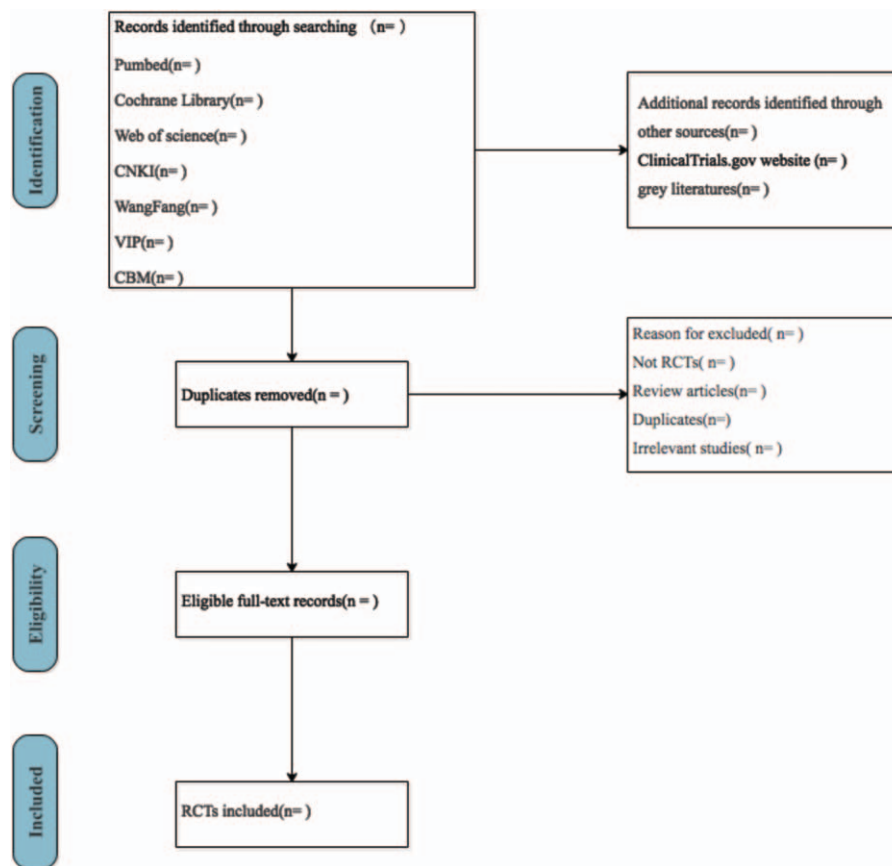 Identification
Records identified through searching （n= ）
Pumbed(n= )
Cochrane Library(n= )
Web of science(n= )
CNKI(n= )
WangFang(n= )
VIP(n= )
CBM(n= )
Additional records identified through
other sources(n= )
ClinicalTrials.gov website (n= )
grey literatures(n= )
Screening
Duplicates removed(n = )
Reason for excluded( n= )
Not RCTs( n= )
Review articles(n= )
Duplicates(n=)
Irrelevant studies( n= )
Eligibility
Eligible full-text records(n = )
Included
RCTs included(n= )